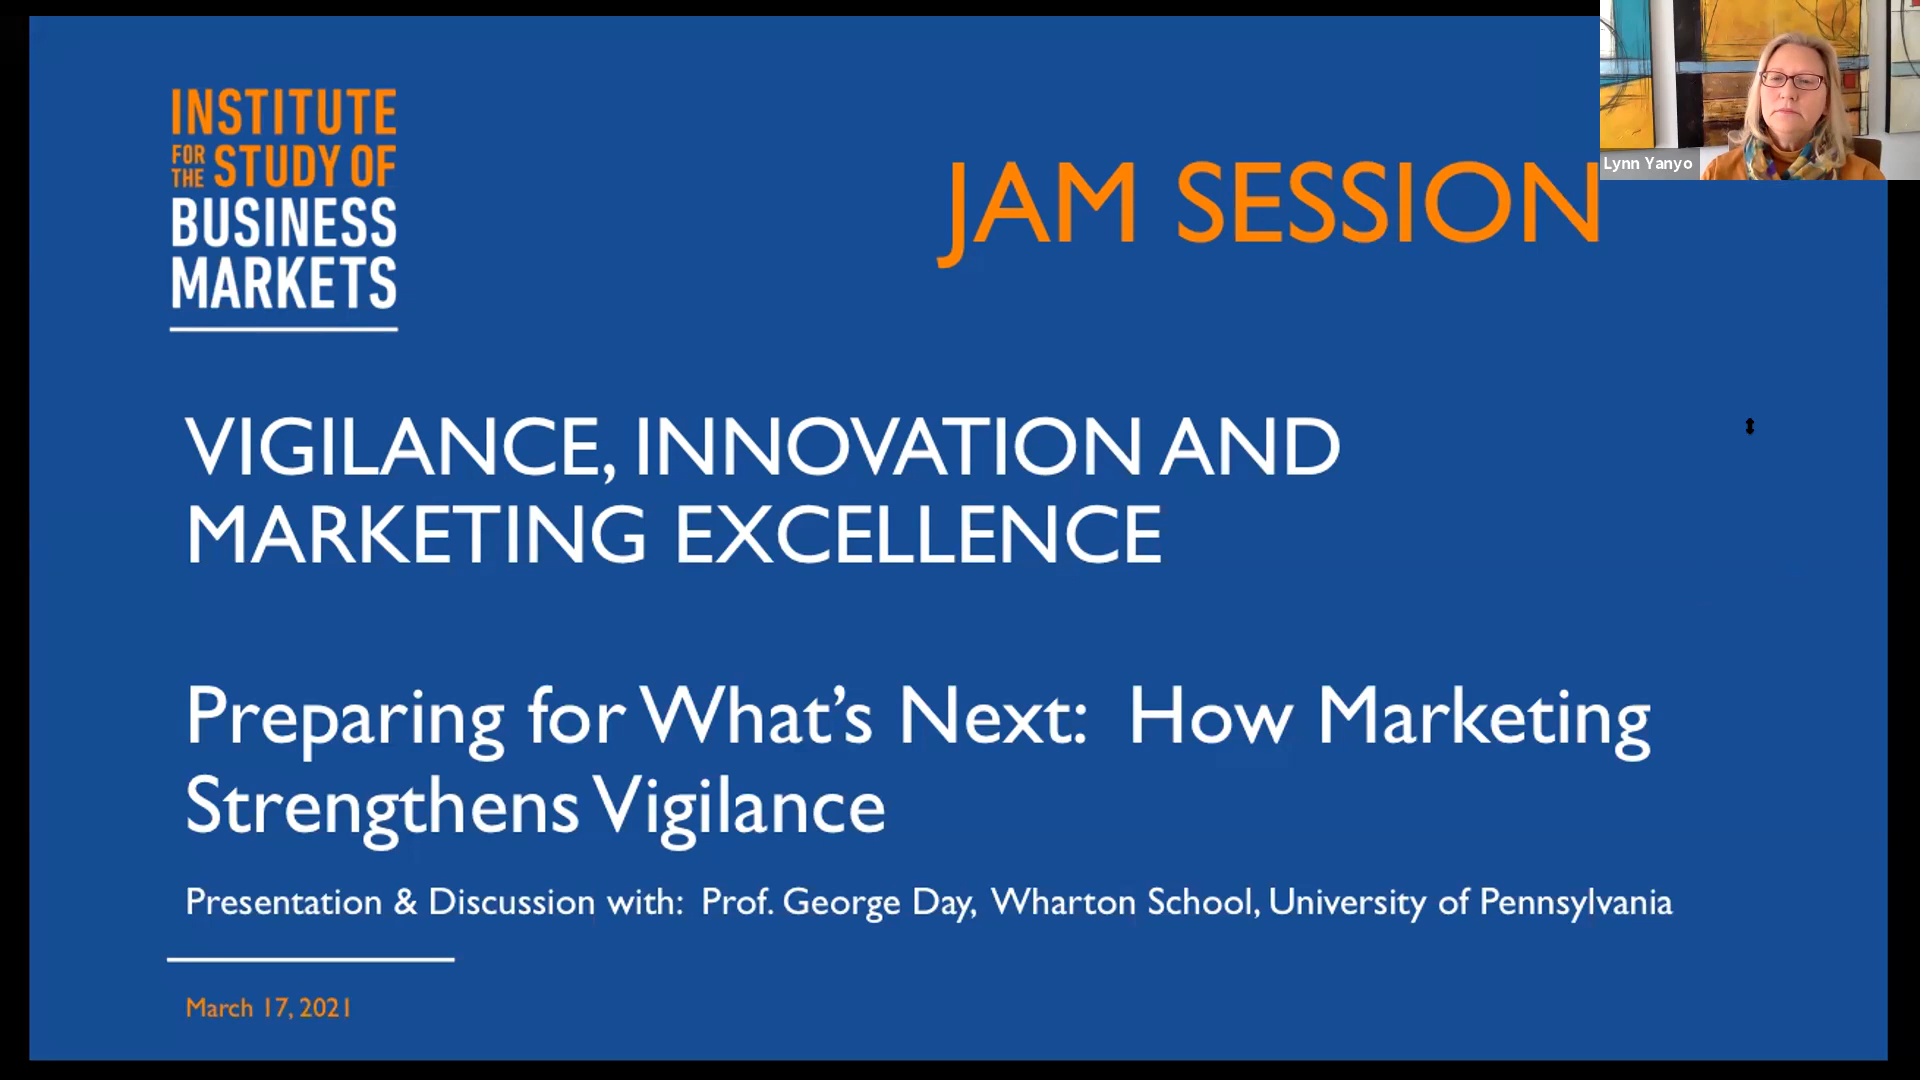 INSTITUTE
FOR THE STUDY OF
BUSINESS
MARKETS
JAM SESSION
Lynn Yanyo
VIGILANCE, INNOVATION AND
MARKETING EXCELLENCE
Preparing for What’s Next: How Marketing
Strengthens Vigilance
Presentation & Discussion with: Prof. George Day, Wharton School, University of Pennsylvania
March 17, 2021